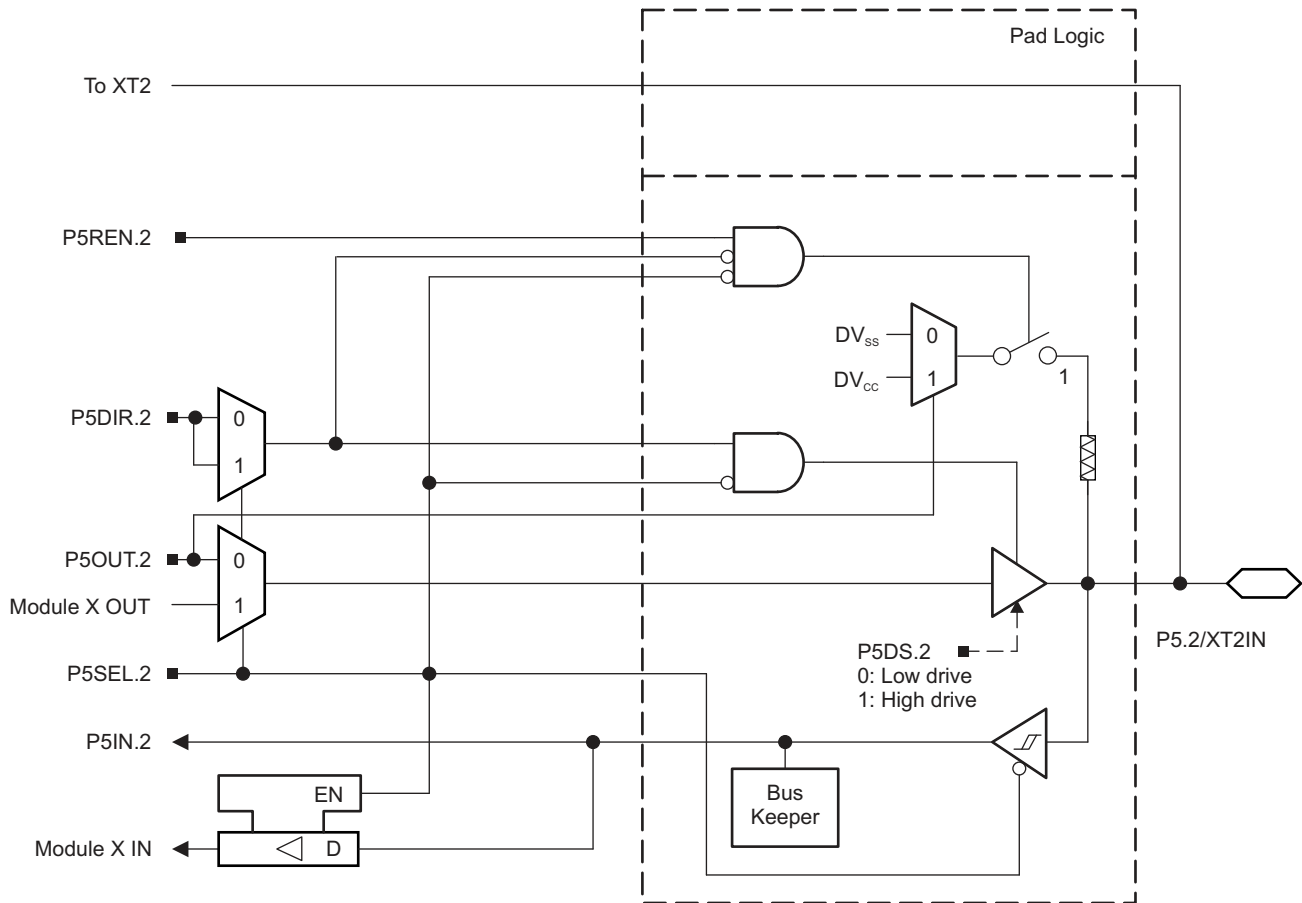 Pad Logic
To XT2
P5REN.2
DVSS
0
DVCC
1
1
P5DIR.2
0
1
P5OUT.2
0
Module X OUT
1
P5DS.2
0: Low drive
1: High drive
P5.2/XT2IN
P5SEL.2
P5IN.2
Bus
Keeper
EN
Module X IN
D